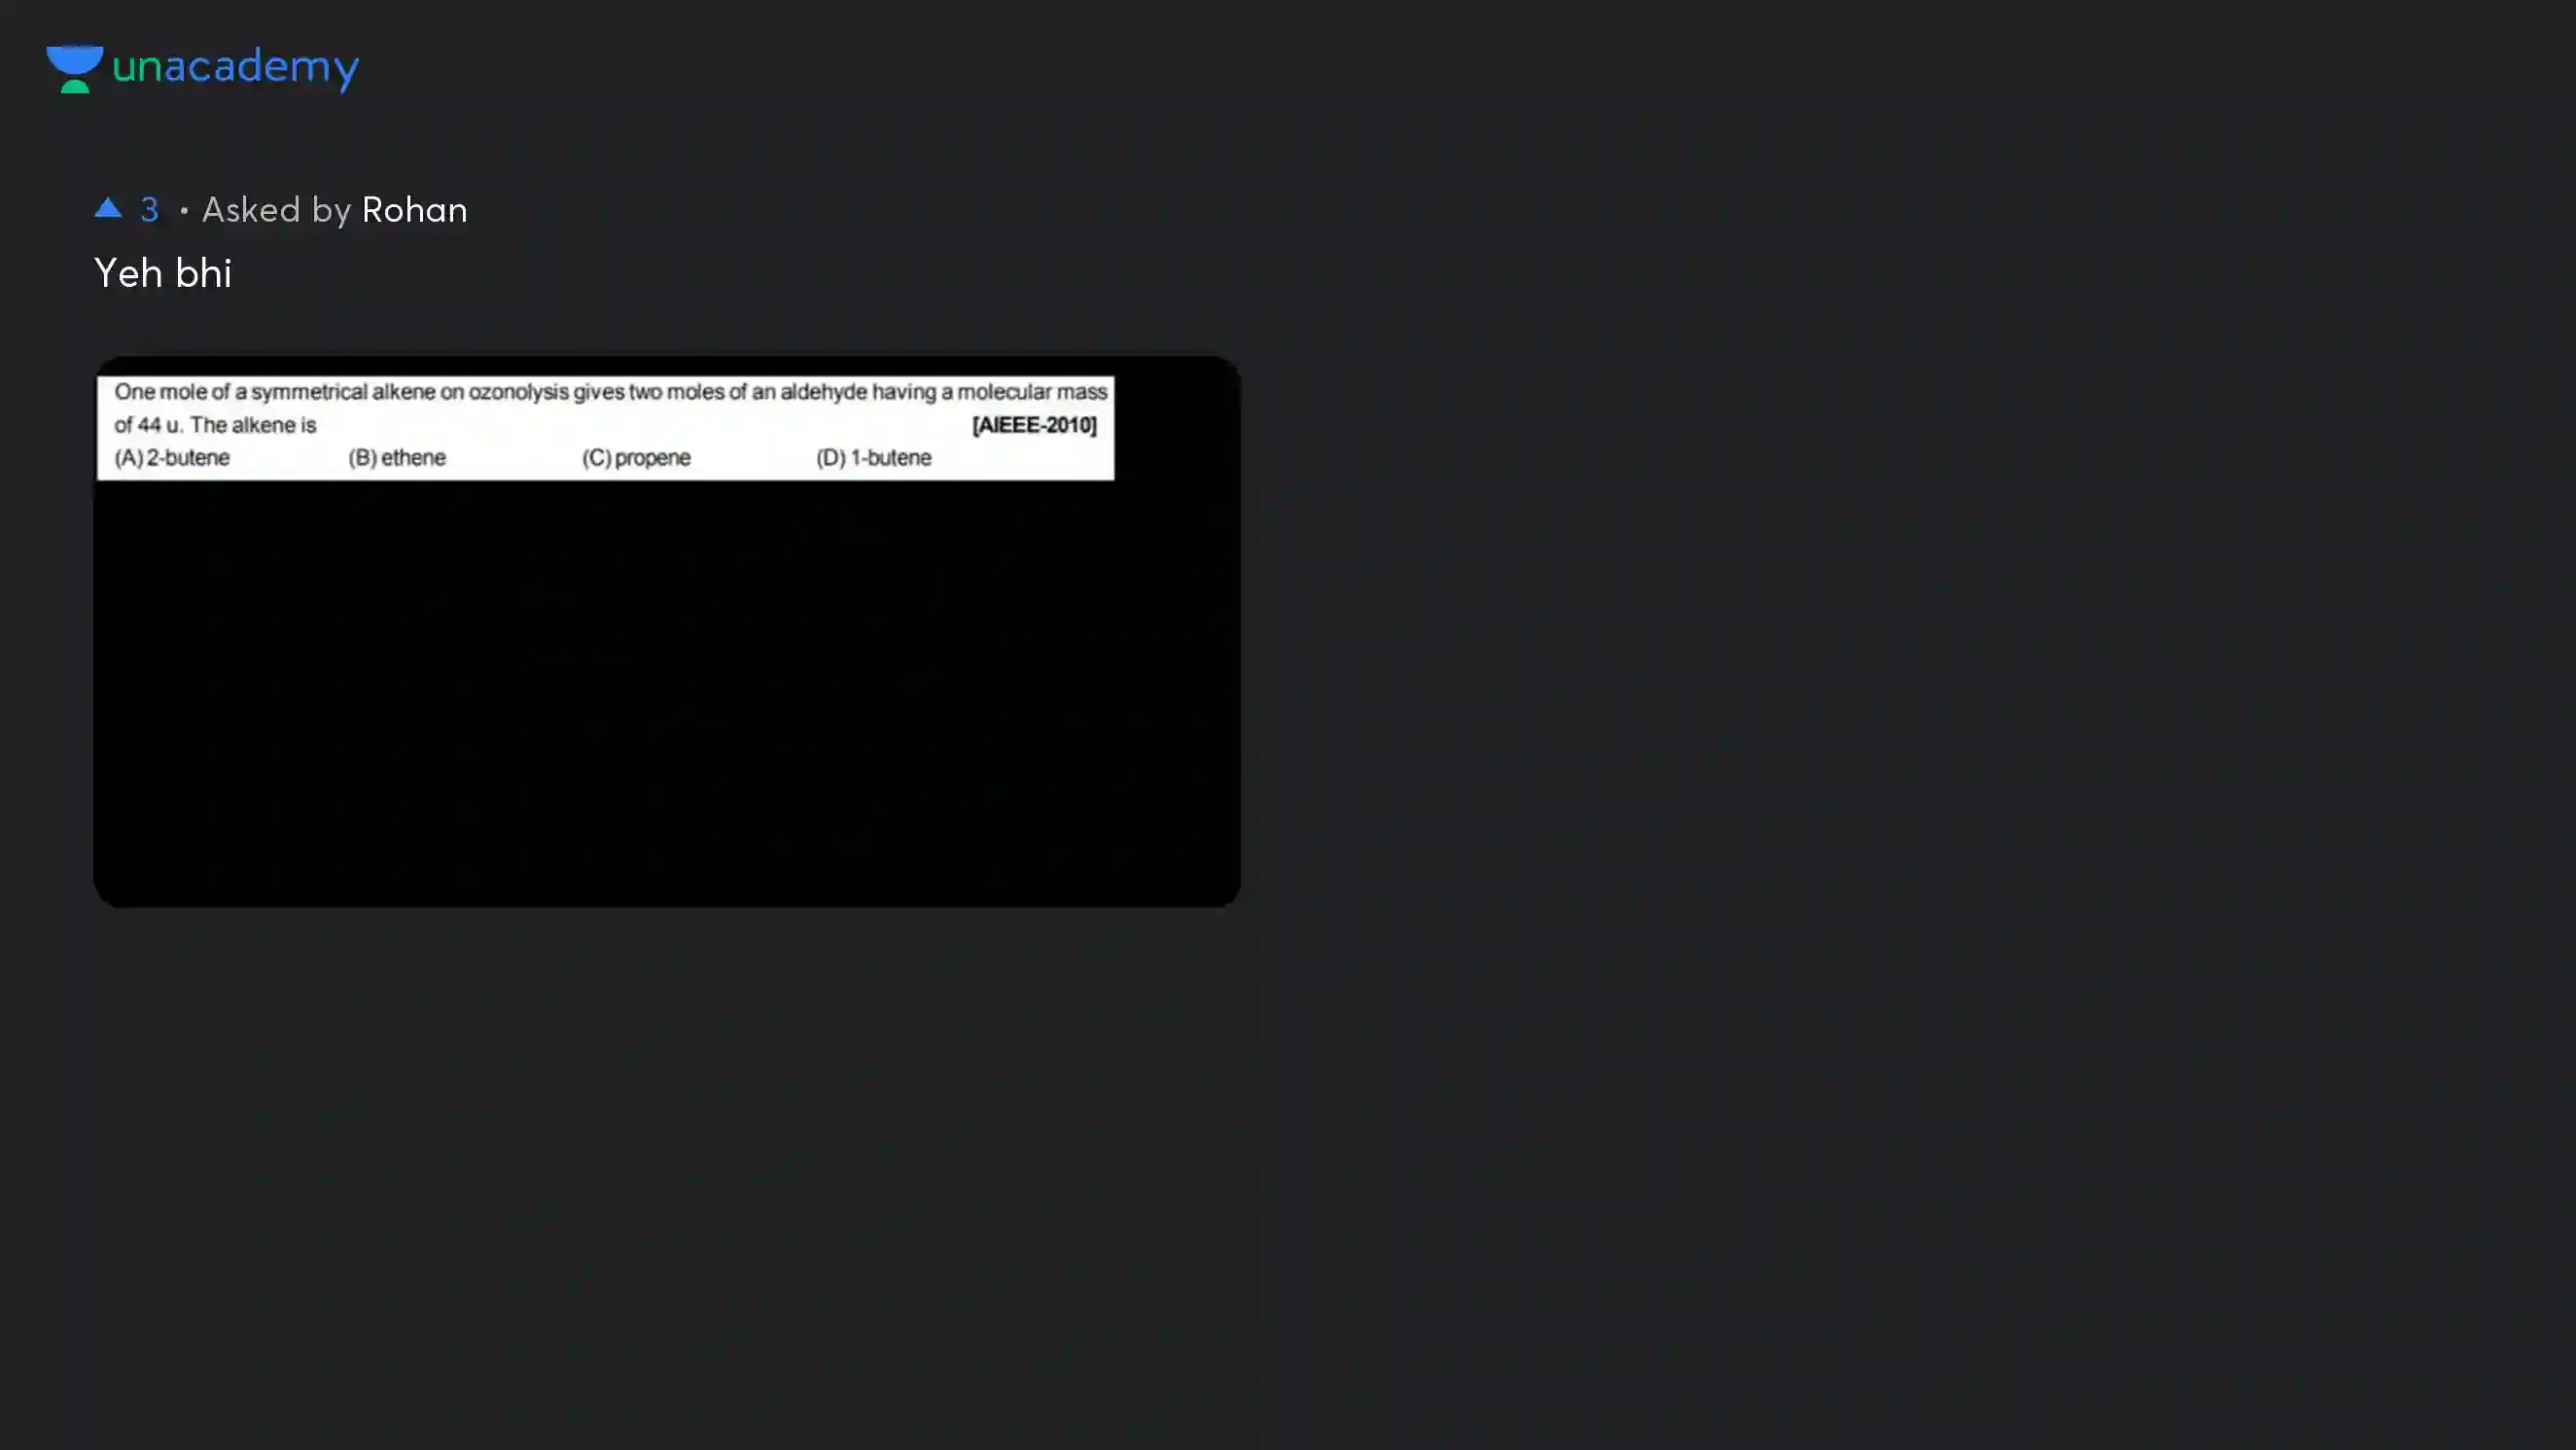 unacademy
▲ 3 • Asked by Rohan
Yeh bhi
One mole of a symmetrical alkene on ozonolysis gives two moles of an aldehyde having a molecular mass
of 44 u. The alkene is [AIEEE-2010]
(A) 2-butene (B) ethene (C) propene (D) 1-butene